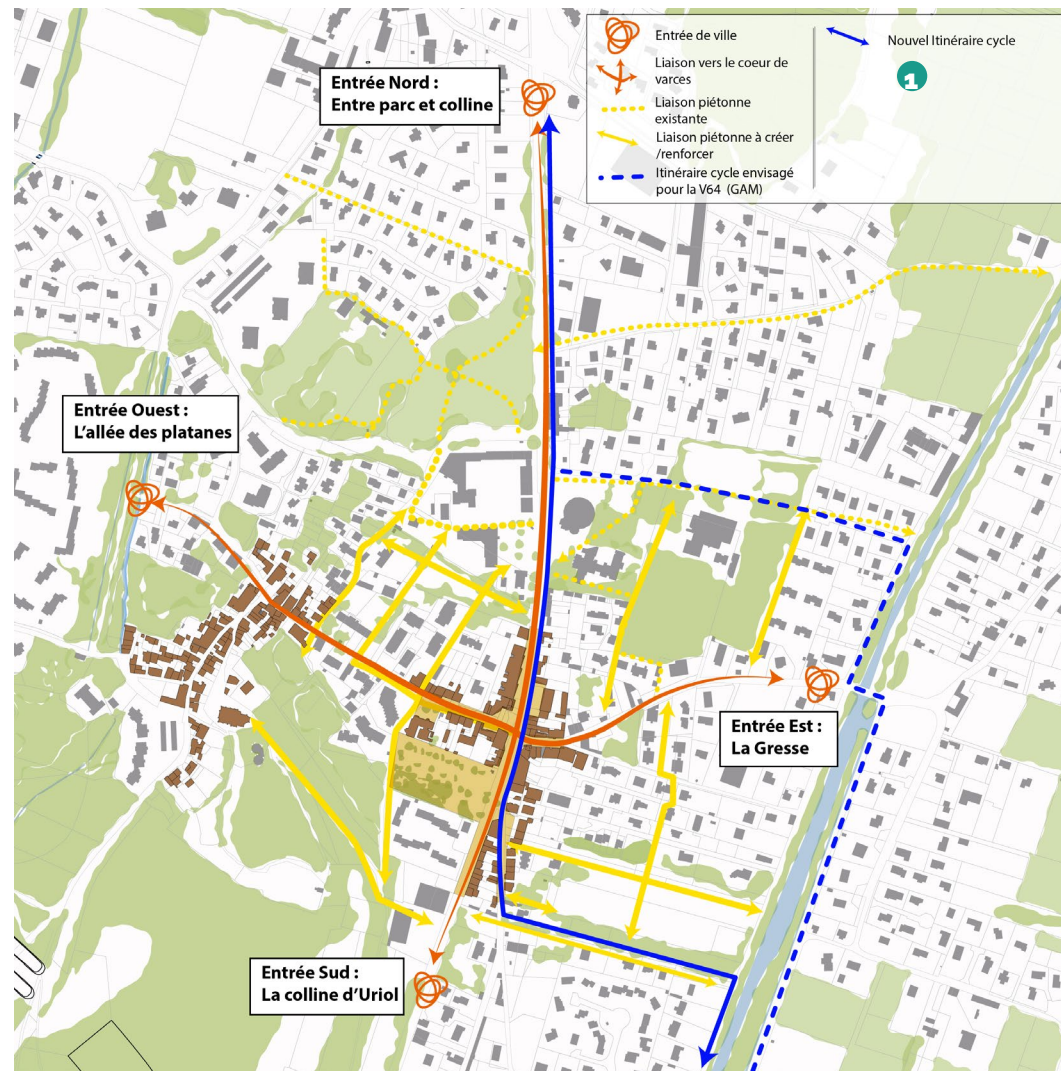 Entrée de ville
Liaison vers le coeur de
varces
Liaison piétonne
existante
Liaison piétonne à créer
/renforcer
Itinéraire cycle envisagé
pour la V64 (GAM)
Nouvel Itinéraire cycle
1
Entrée Nord :
Entre parc et colline
Entrée Ouest :
L'allée des platanes
Entrée Est :
La Gresse
Entrée Sud :
La colline d'Uriol